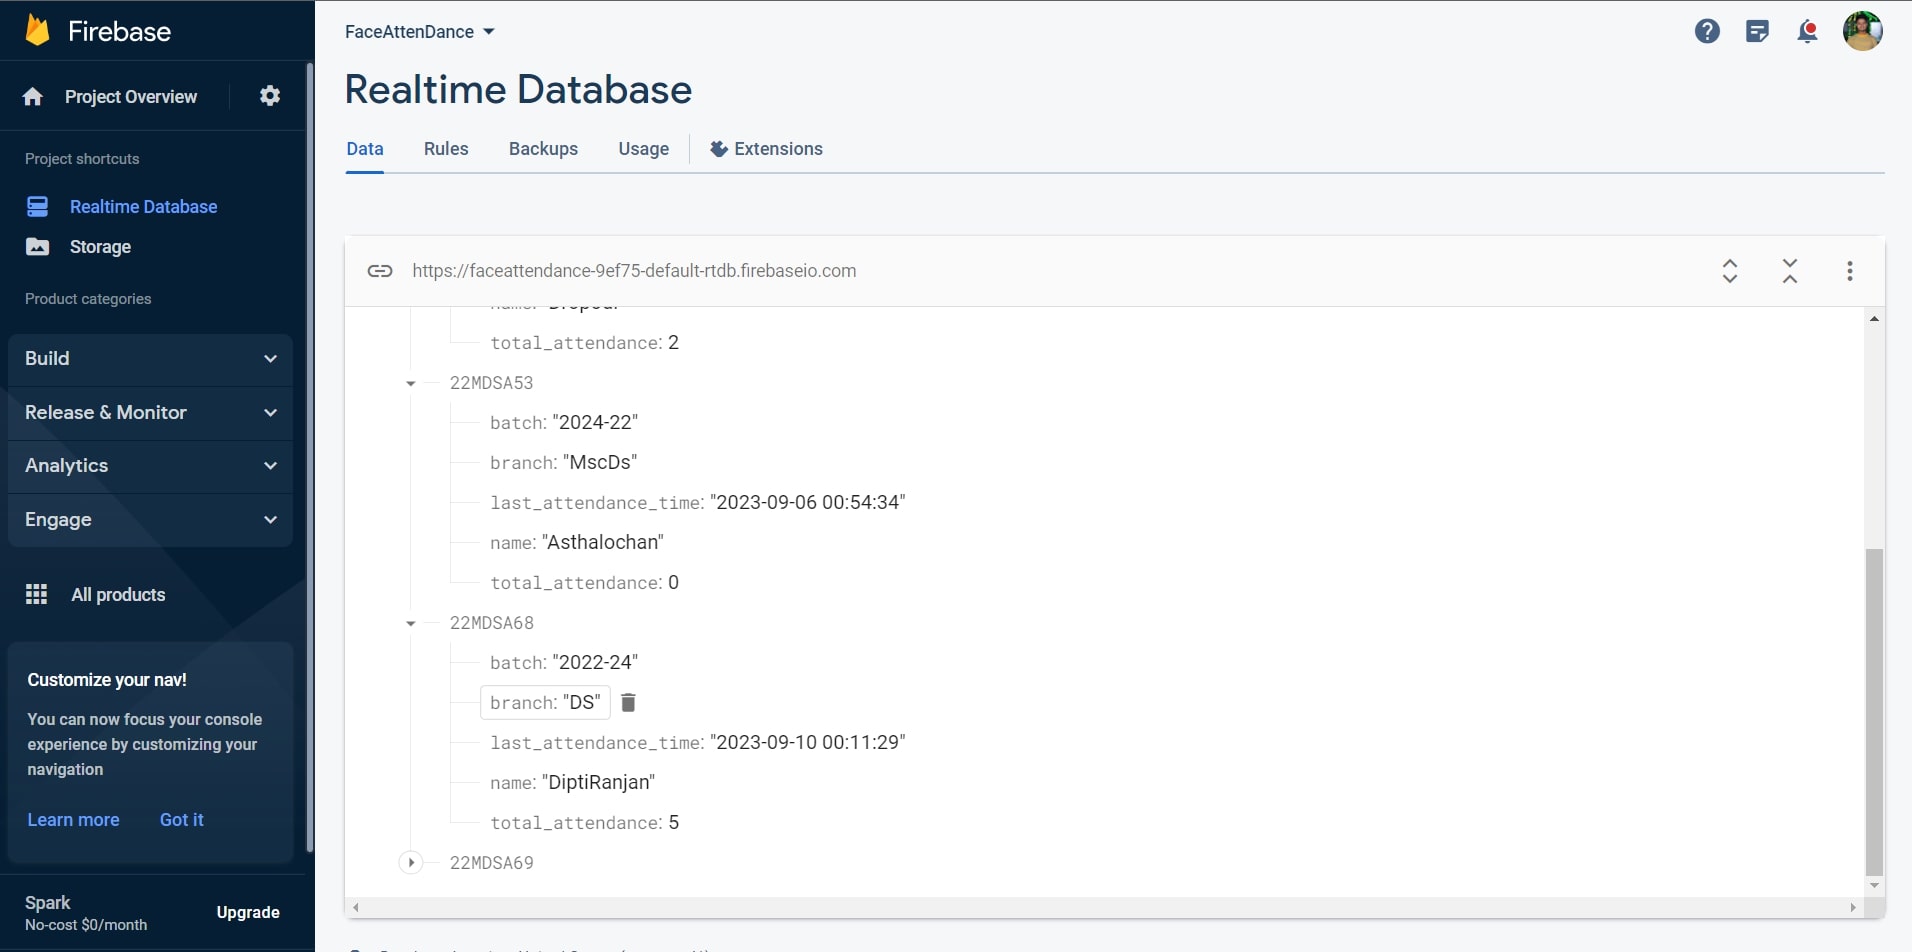 Firebase
Project Overview
Project shortcuts
Realtime Database
Storage
Product categories
Build
Release & Monitor
Analytics
Engage
All products
Customize your nav!
You can now focus your console
experience by customizing your
navigation
Learn more Got it
Spark
No-cost $0/month
Upgrade
FaceAttenDance
Realtime Database
Data Rules Backups Usage Extensions
https://faceattendance-9ef75-default-rtdb.firebaseio.com
total_attendance: 2
22MDSA53
batch: "2024-22"
branch: "MscDs"
last_attendance_time: "2023-09-06 00:54:34"
name: "Asthalochan"
total_attendance: 0
22MDSA68
batch: "2022-24"
branch: "DS"
last_attendance_time: "2023-09-10 00:11:29"
name: "DiptiRanjan"
total_attendance: 5
22MDSA69